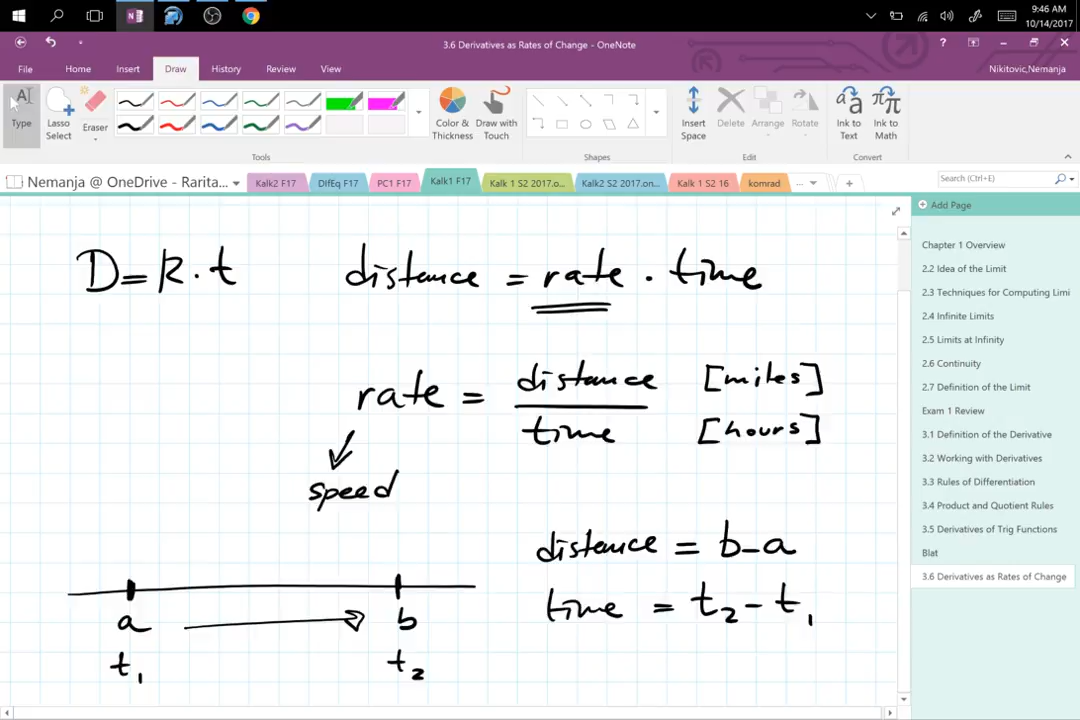 9:46 AM
10/14/2017
3.6 Derivatives as Rates of Change - OneNote
?
File Home Insert Draw History Review View
Nikitovic,Nemanja
Type
Lasso Select
Eraser
Color & Thickness
Draw with Touch
Insert Space
Delete
Arrange
Rotate
Ink to Text
Ink to Math
Tools
Shapes
Edit
Convert
Nemanja @ OneDrive - Rarita...
Kalk2 F17
DIfEq F17
PC1 F17
Kalk1 F17
Kalk 1 S2 2017.o...
Kalk2 S2 2017.on...
Kalk 1 S2 16
komrad
...
Search (Ctrl+E)
Add Page
Chapter 1 Overview
2.2 Idea of the Limit
2.3 Techniques for Computing Limi
2.4 Infinite Limits
2.5 Limits at Infinity
2.6 Continuity
2.7 Definition of the Limit
Exam 1 Review
3.1 Definition of the Derivative
3.2 Working with Derivatives
3.3 Rules of Differentiation
3.4 Product and Quotient Rules
3.5 Derivatives of Trig Functions
Blat
3.6 Derivatives as Rates of Change
D = R · t distance = rate · time
rate = distance / time [miles] [hours]
speed
distance = b - a
time = t₂ - t₁
a b
t₁ t₂